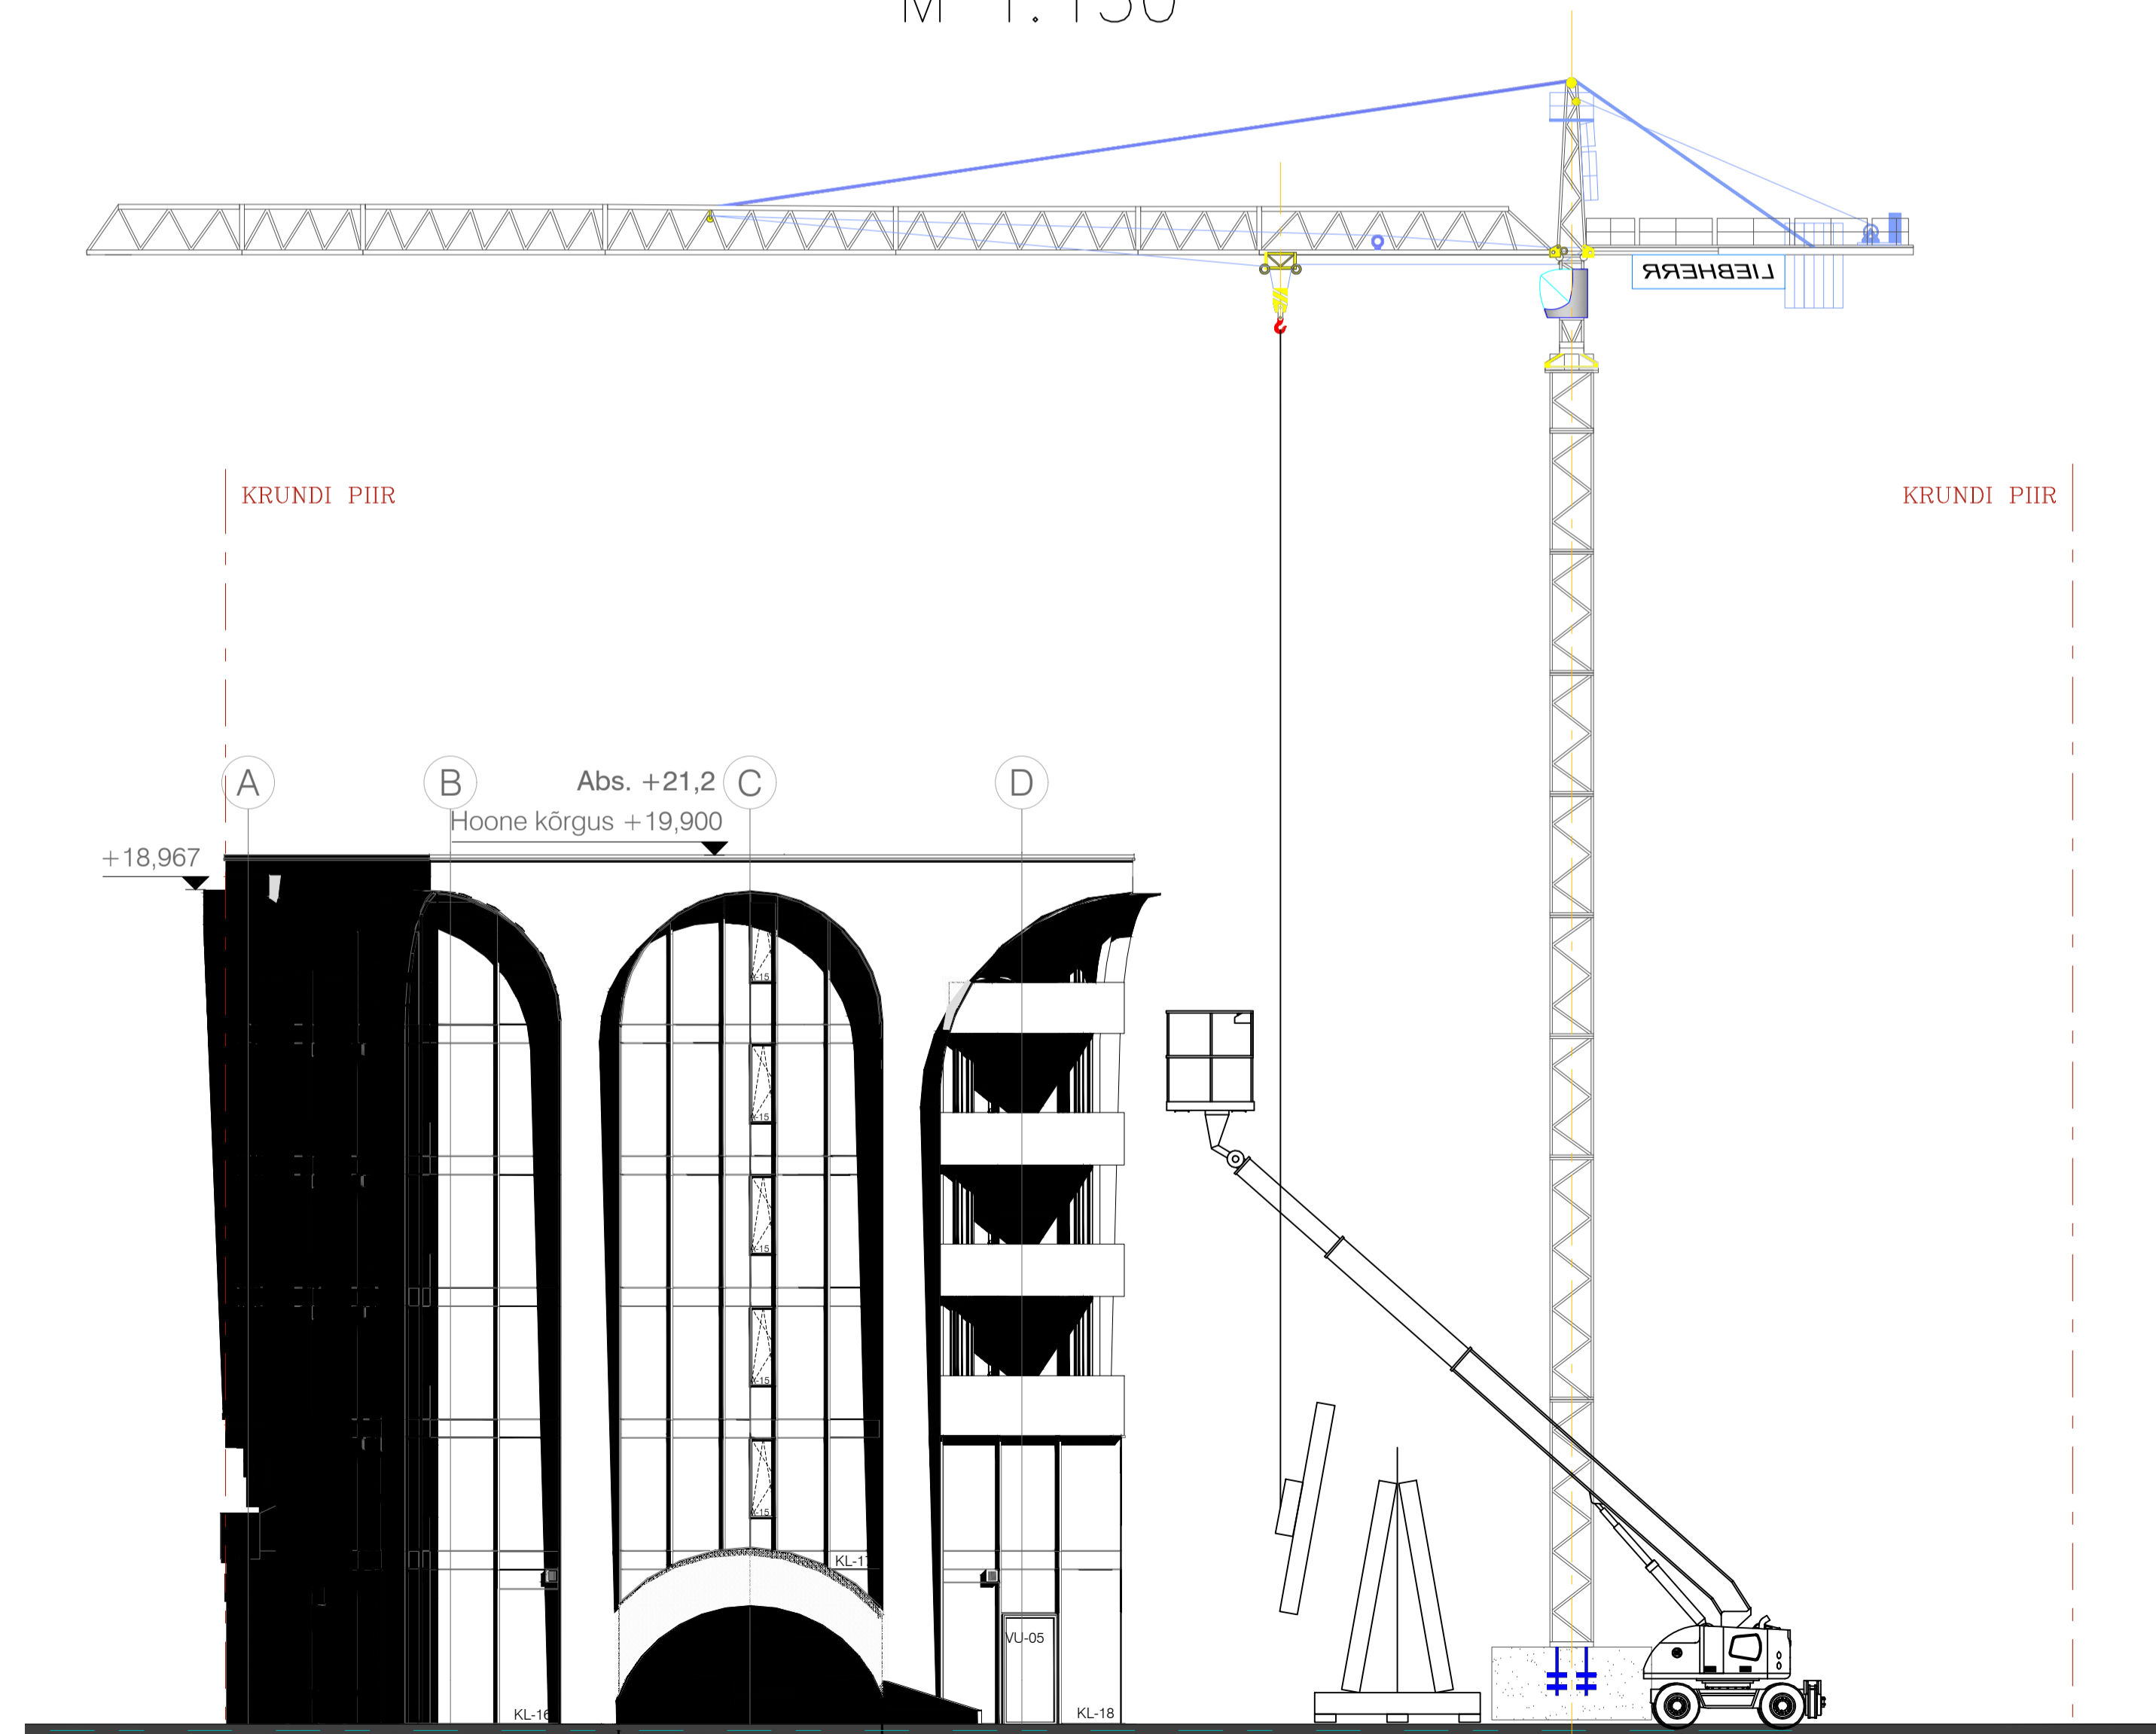 M 1:150
LIEBHERR
KRUNDI PIIR
KRUNDI PIIR
A
B
Abs. +21,2
C
D
Hoone kõrgus +19,900
+18,967
KL-17
VU-05
KL-16
KL-18